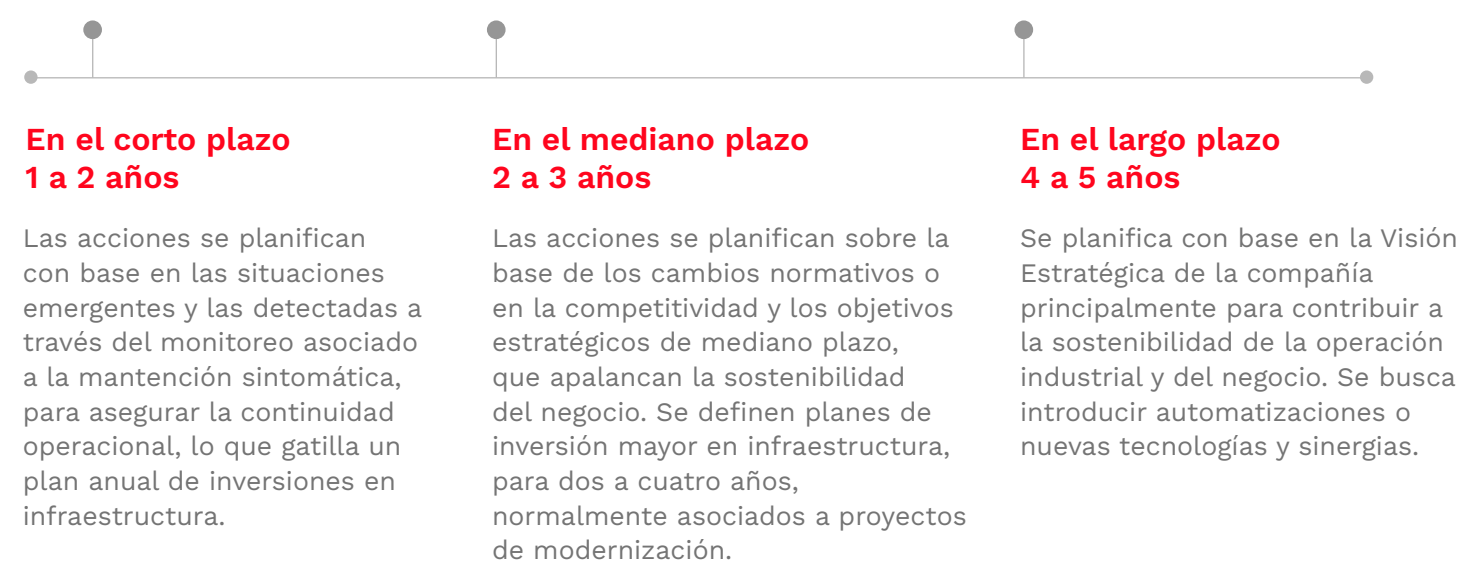 En el corto plazo
1 a 2 años
Las acciones se planifican
con base en las situaciones
emergentes y las detectadas a
través del monitoreo asociado
a la mantención sintomática,
para asegurar la continuidad
operacional, lo que gatilla un
plan anual de inversiones en
infraestructura.
En el mediano plazo
2 a 3 años
Las acciones se planifican sobre la
base de los cambios normativos o
en la competitividad y los objetivos
estratégicos de mediano plazo,
que apalancan la sostenibilidad
del negocio. Se definen planes de
inversión mayor en infraestructura,
para dos a cuatro años,
normalmente asociados a proyectos
de modernización.
En el largo plazo
4 a 5 años
Se planifica con base en la Visión
Estratégica de la compañía
principalmente para contribuir a
la sostenibilidad de la operación
industrial y del negocio. Se busca
introducir automatizaciones o
nuevas tecnologías y sinergias.